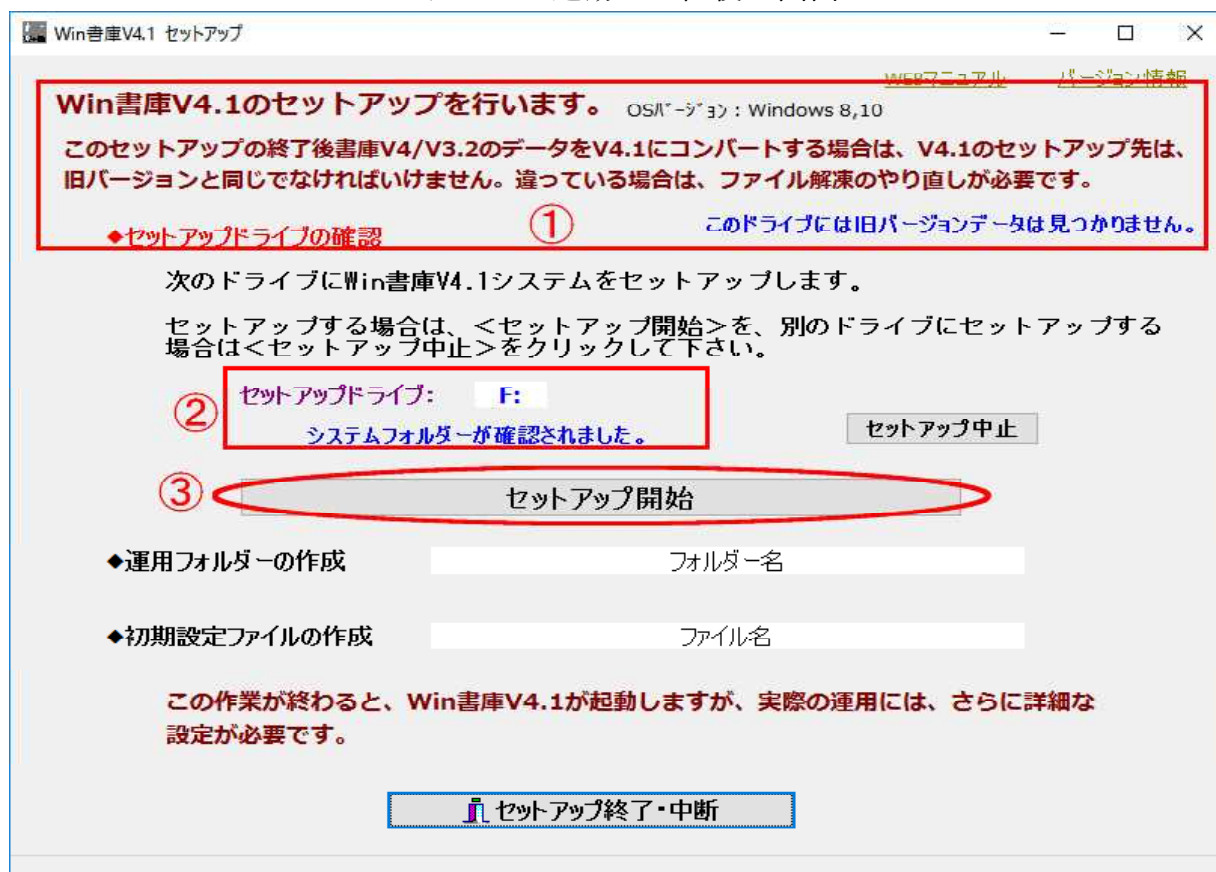 Win書庫V4.1 セットアップ
WEBマニュアル バージョン情報
Win書庫V4.1のセットアップを行います。 OSﾊﾞｰｼﾞｮﾝ：Windows 8,10
このセットアップの終了後書庫V4/V3.2のデータをV4.1にコンバートする場合は、V4.1のセットアップ先は、
旧バージョンと同じでなければいけません。違っている場合は、ファイル解凍のやり直しが必要です。
◆セットアップドライブの確認 ① このドライブには旧バージョンデータは見つかりません。
次のドライブにWin書庫V4.1システムをセットアップします。
セットアップする場合は、＜セットアップ開始＞を、別のドライブにセットアップする
場合は＜セットアップ中止＞をクリックして下さい。
② セットアップドライブ： F:
システムフォルダーが確認されました。 セットアップ中止
③ セットアップ開始
◆運用フォルダーの作成 フォルダー名
◆初期設定ファイルの作成 ファイル名
この作業が終わると、Win書庫V4.1が起動しますが、実際の運用には、さらに詳細な
設定が必要です。
セットアップ終了・中断